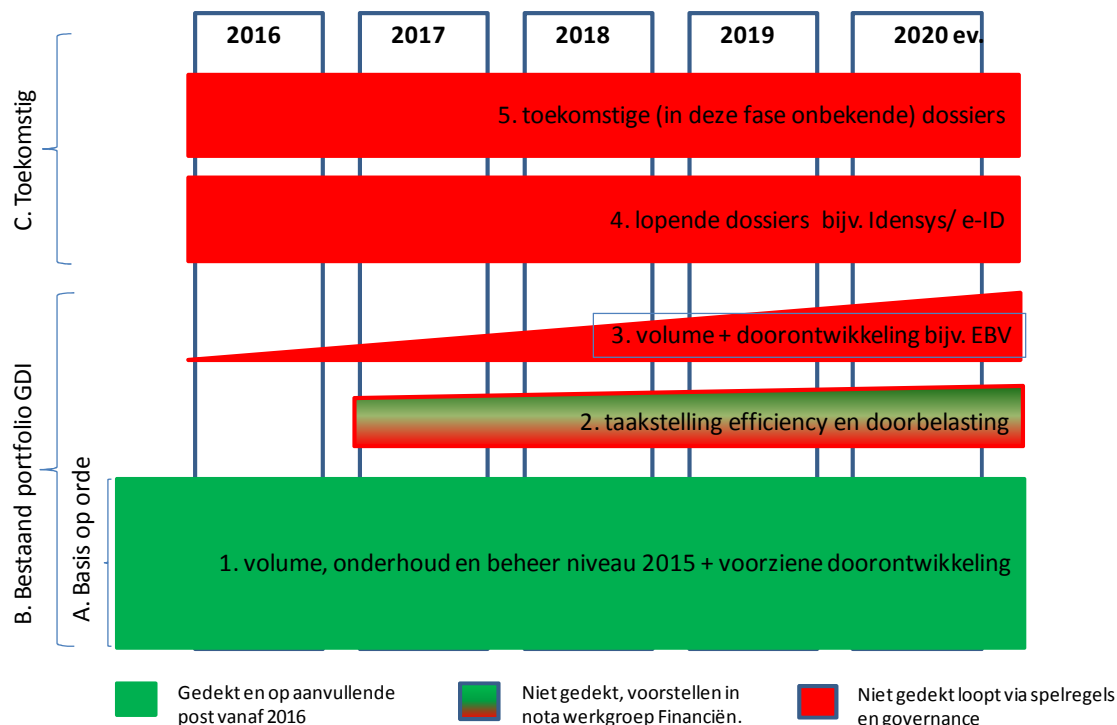 2016
2017
2018
2019
2020 ev.
C. Toekomstig
5. toekomstige (in deze fase onbekende) dossiers
4. lopende dossiers bijv. Idensys/ e-ID
B. Bestaand portfolio GDI
3. volume + doorontwikkeling bijv. EBV
2. taakstelling efficiency en doorbelasting
A. Basis op orde
1. volume, onderhoud en beheer niveau 2015 + voorziene doorontwikkeling
Gedekt en op aanvullende
post vanaf 2016
Niet gedekt, voorstellen in
nota werkgroep Financiën.
Niet gedekt loopt via spelregels
en governance